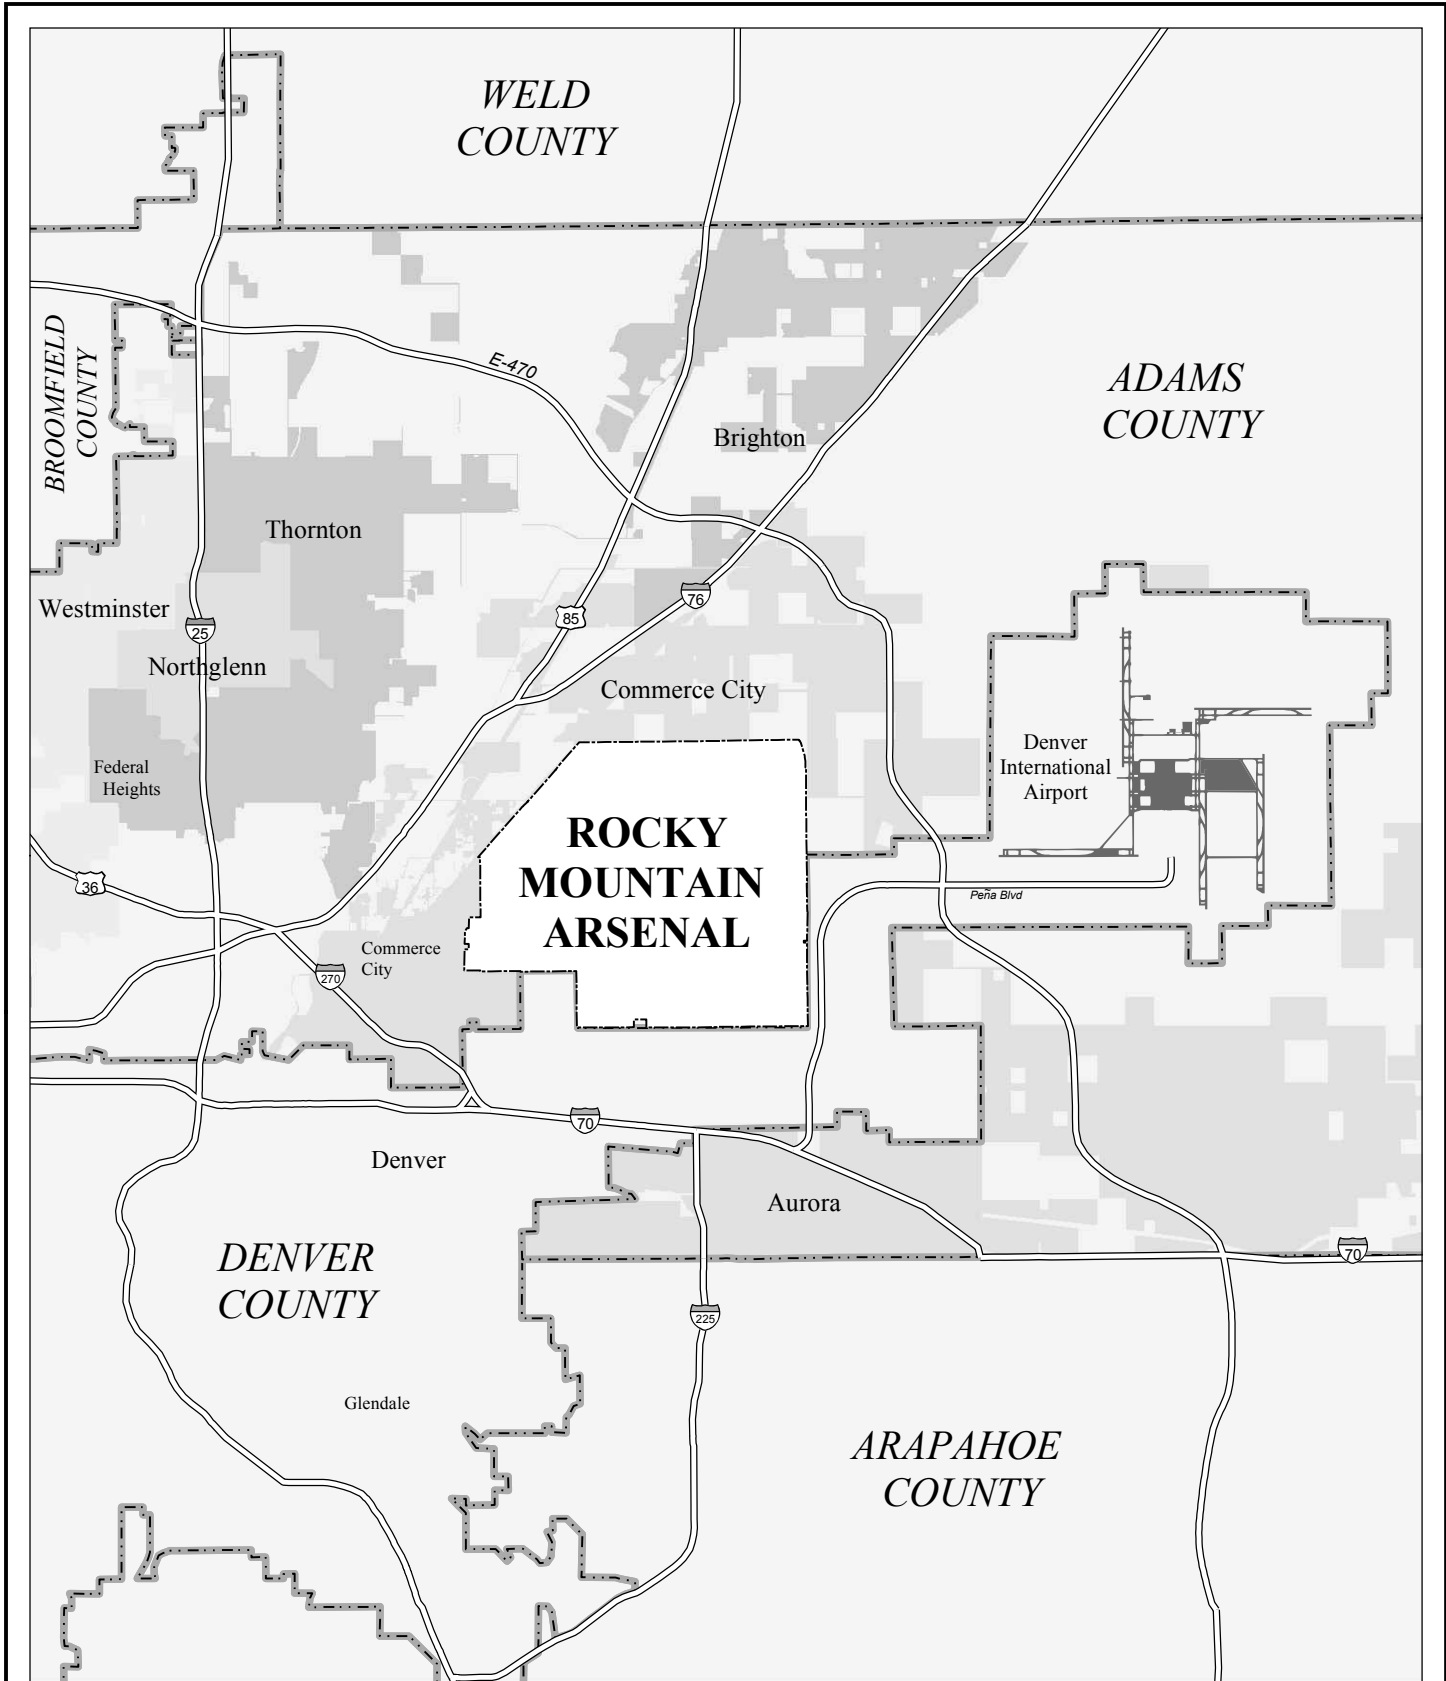 WELD
COUNTY
BROOMFIELD
COUNTY
E-470
ADAMS
COUNTY
Brighton
Thornton
Westminster
25
85
76
Northglenn
Commerce City
Federal
Heights
Denver
International
Airport
ROCKY
MOUNTAIN
ARSENAL
36
Peña Blvd
Commerce
City
270
70
Denver
Aurora
DENVER
COUNTY
70
225
Glendale
ARAPAHOE
COUNTY